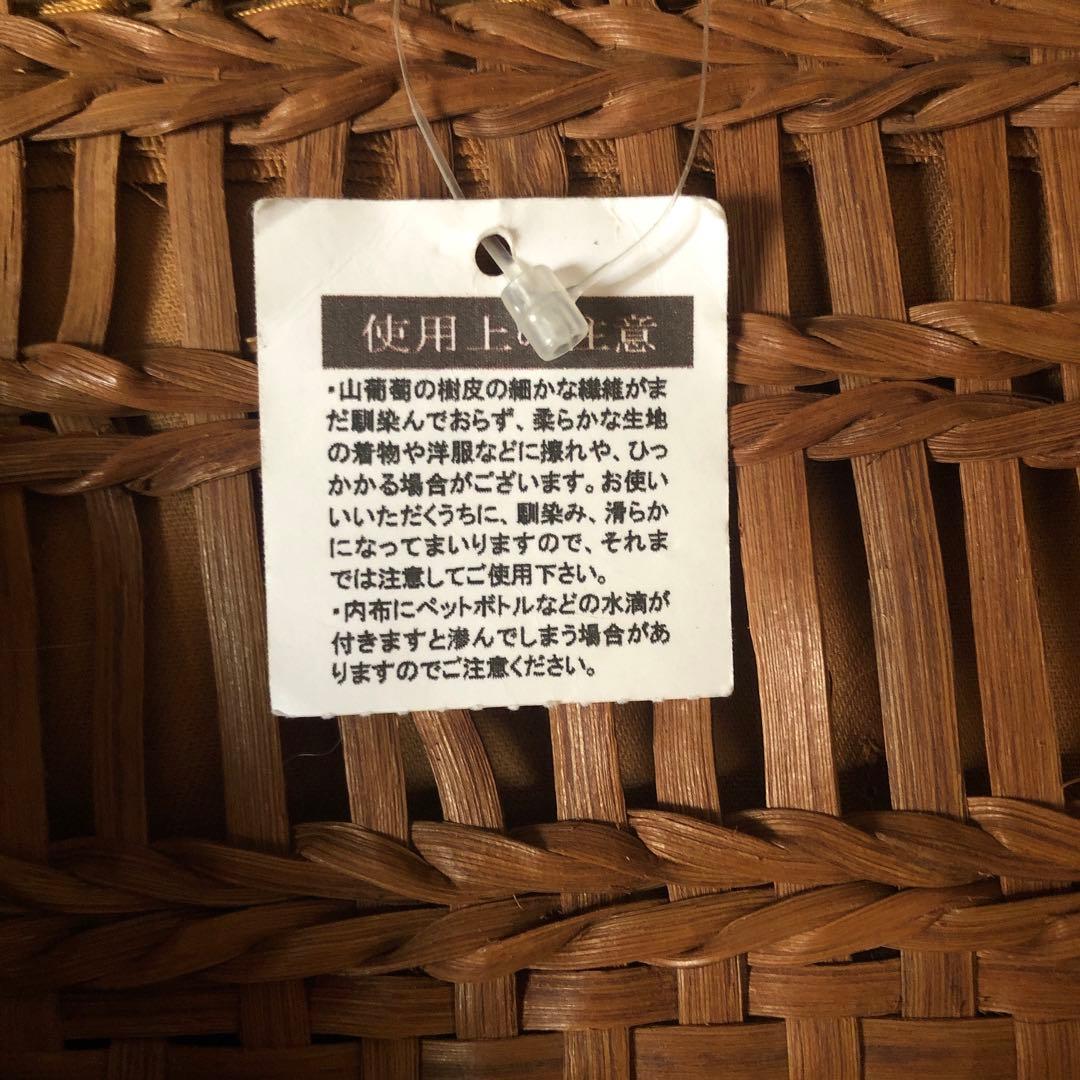 使用上の注意
・山葡萄の樹皮の細かな繊維がま
だ馴染んでおらず、柔らかな生地
の着物や洋服などに擦れや、ひっ
かかる場合がございます。お使い
いいただくうちに、馴染み、滑らか
になってまいりますので、それま
では注意してご使用下さい。
・内布にペットボトルなどの水滴が
付きますと滲んでしまう場合があ
りますのでご注意ください。